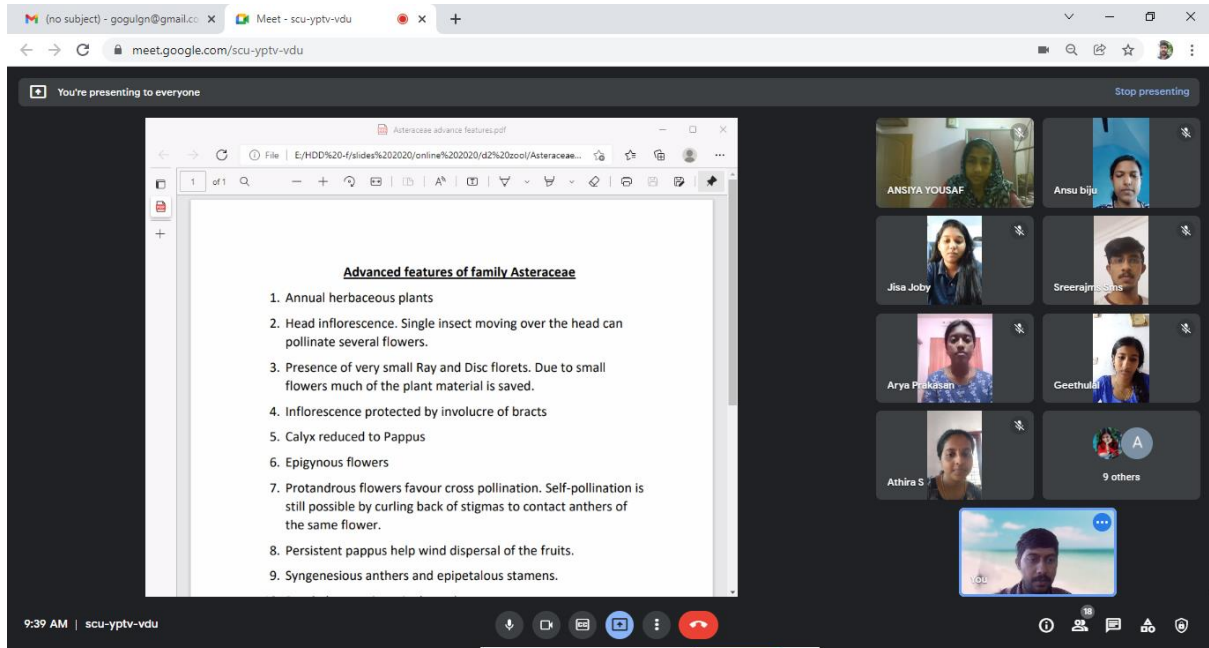 (no subject) - gogulgn@gmail.co
Meet - scu-yptv-vdu
meet.google.com/scu-yptv-vdu
You're presenting to everyone
Stop presenting
Asteraceae advance features.pdf
File | E:/HDD%20-f/slides%202020/online%202020/d2%20zool/Asteraceae...
1 of 1
Advanced features of family Asteraceae
1. Annual herbaceous plants
2. Head inflorescence. Single insect moving over the head can
pollinate several flowers.
3. Presence of very small Ray and Disc florets. Due to small
flowers much of the plant material is saved.
4. Inflorescence protected by involucre of bracts
5. Calyx reduced to Pappus
6. Epigynous flowers
7. Protandrous flowers favour cross pollination. Self-pollination is
still possible by curling back of stigmas to contact anthers of
the same flower.
8. Persistent pappus help wind dispersal of the fruits.
9. Syngenesious anthers and epipetalous stamens.
ANSIYA YOUSAF
Ansu biju
Jisa Joby
Sreerajms Sms
Arya Prakasan
Geethulal
Athira S
A
9 others
You
9:39 AM | scu-yptv-vdu
18